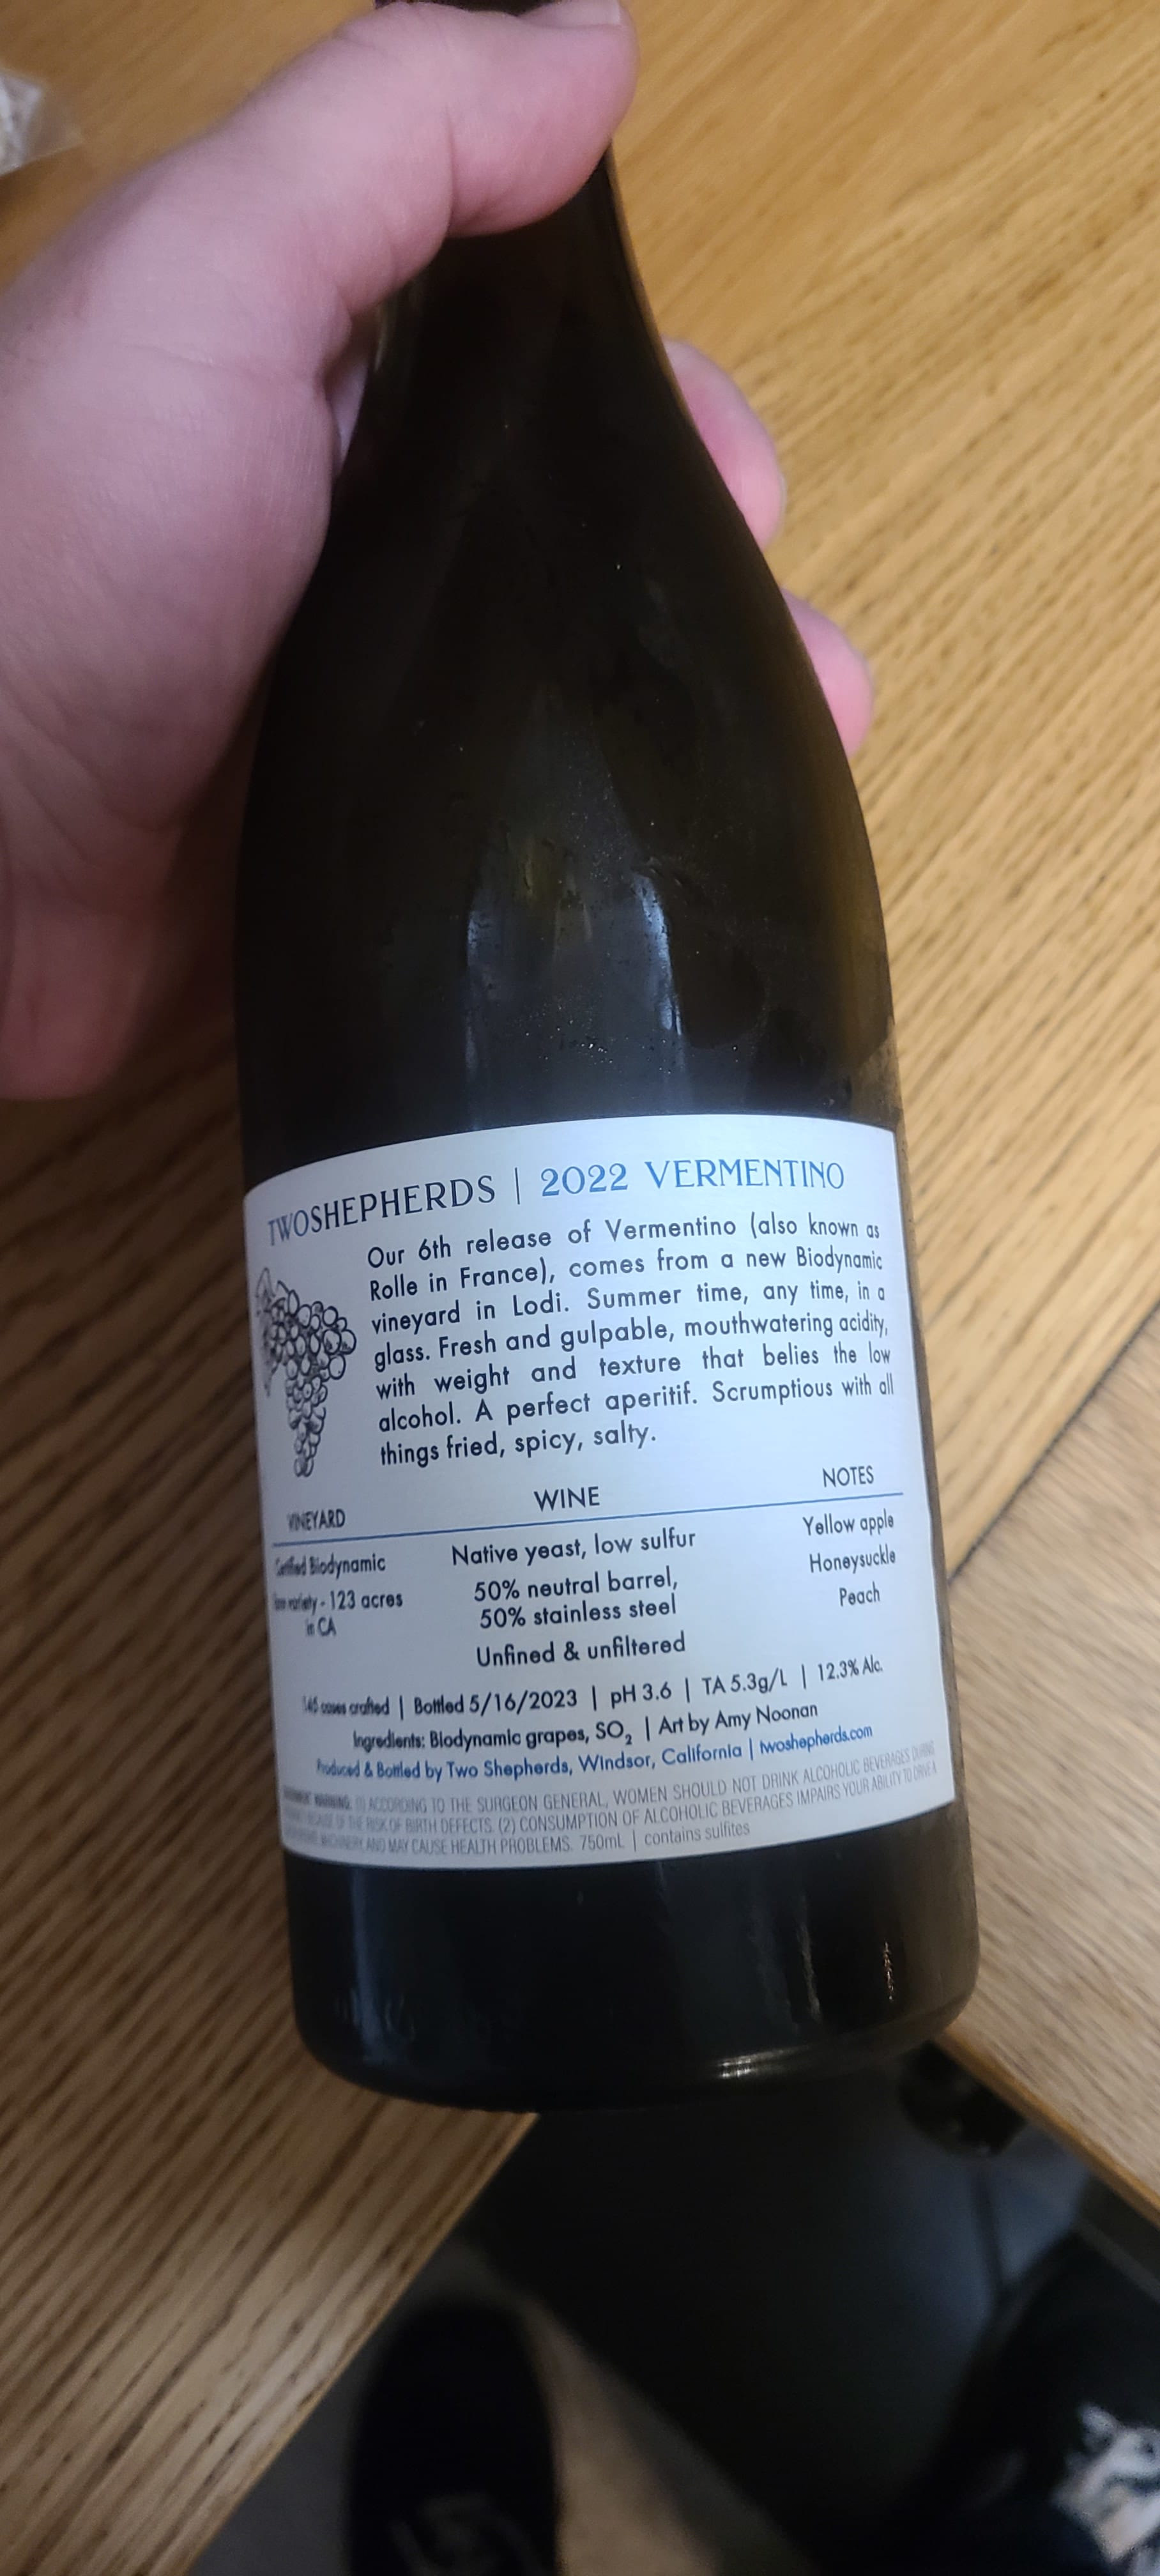 TWOSHEPHERDS | 2022 VERMENTINO
Our 6th release of Vermentino (also known as
Rolle in France), comes from a new Biodynamic
vineyard in Lodi. Summer time, any time, in a
glass. Fresh and gulpable, mouthwatering acidity,
with weight and texture that belies the low
alcohol. A perfect aperitif. Scrumptious with all
things fried, spicy, salty.
VINEYARD
Certified Biodynamic
variety - 123 acres
in CA
WINE
Native yeast, low sulfur
50% neutral barrel,
50% stainless steel
Unfined & unfiltered
NOTES
Yellow apple
Honeysuckle
Peach
cases crafted | Bottled 5/16/2023 | pH 3.6 | TA 5.3g/L | 12.3% Alc.
Ingredients: Biodynamic grapes, SO₂ | Art by Amy Noonan
Produced & Bottled by Two Shepherds, Windsor, California | twoshepherds.com
WARNING: (1) ACCORDING TO THE SURGEON GENERAL, WOMEN SHOULD NOT DRINK ALCOHOLIC BEVERAGES DURING
BECAUSE OF THE RISK OF BIRTH DEFECTS. (2) CONSUMPTION OF ALCOHOLIC BEVERAGES IMPAIRS YOUR ABILITY TO DRIVE A
MACHINERY, AND MAY CAUSE HEALTH PROBLEMS. 750mL | contains sulfites